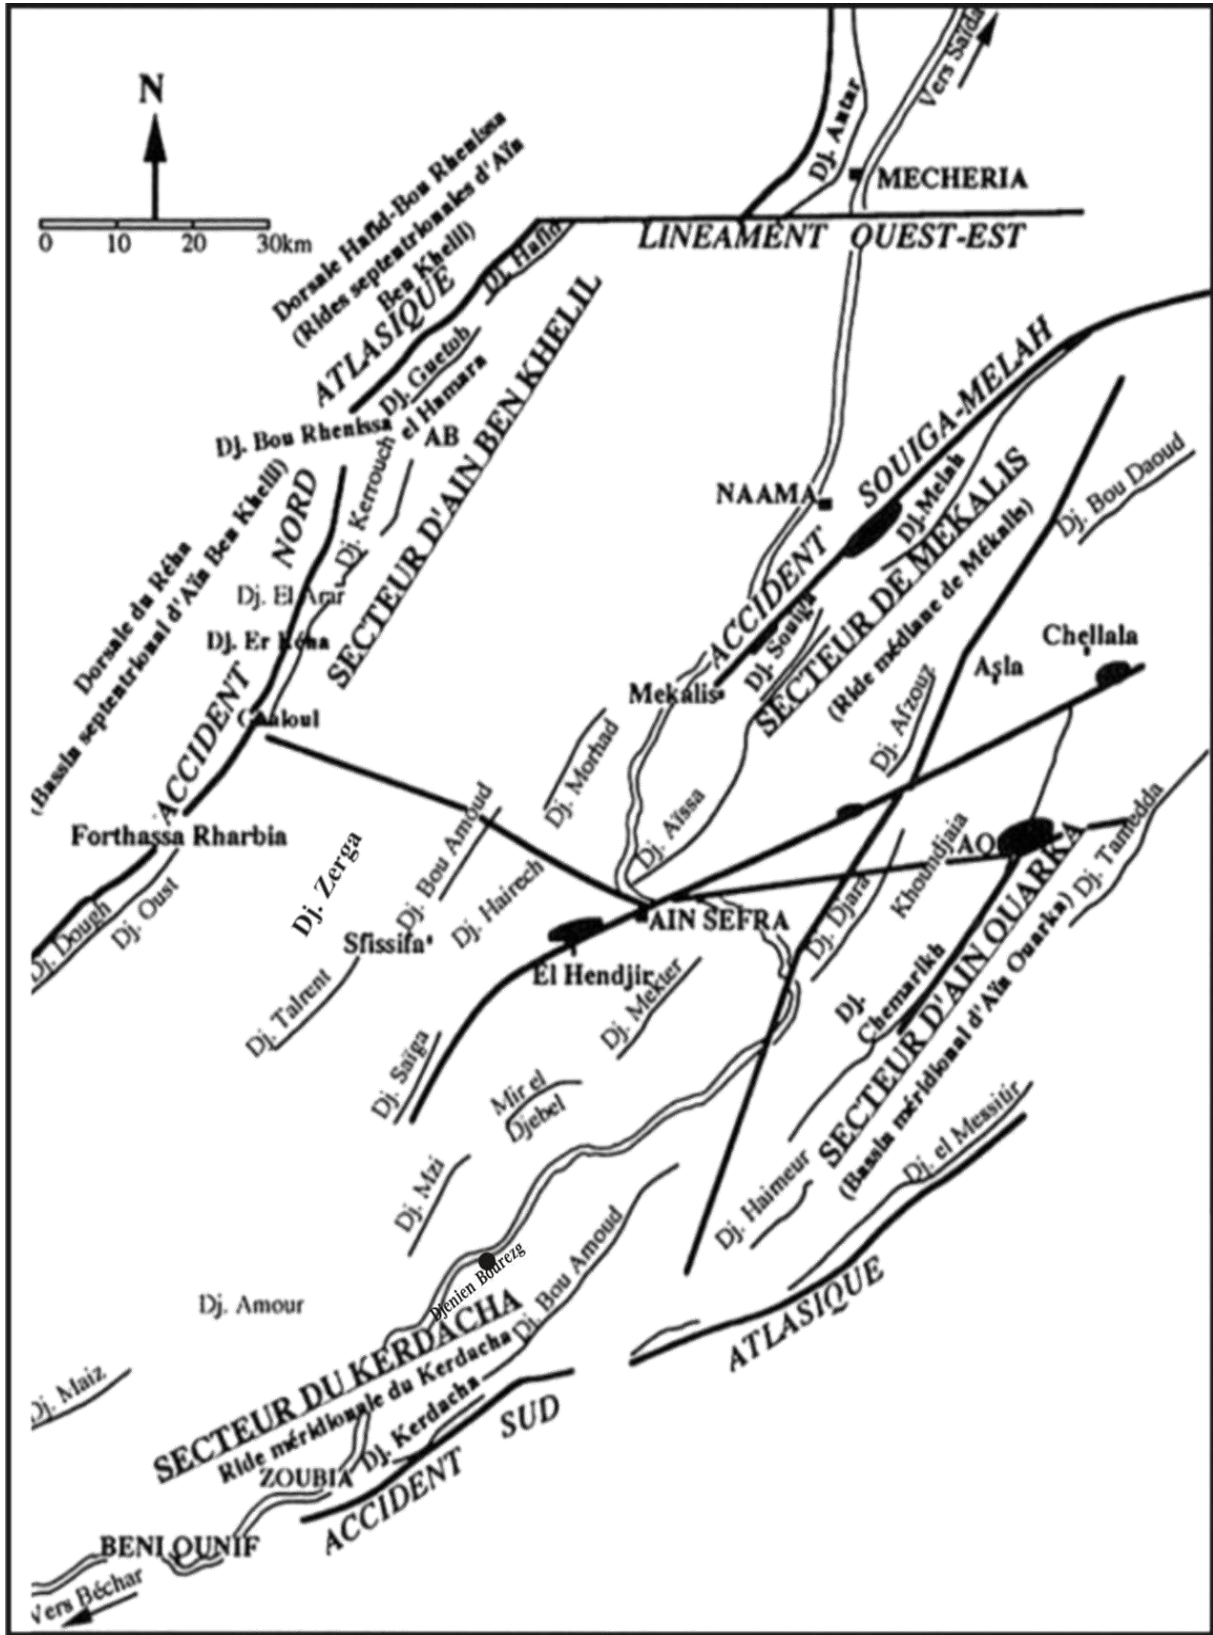 N
0 10 20 30km
Vers Saïda
Dj. Antar
MECHERIA
LINEAMENT OUEST-EST
Dorsale Hafid-Bou Rhenissa
(Rides septentrionales d'Aïn
Ben Khelil)
ATLASIQUE
Dj. Hafid
Dj. Guetob
el Hamara
Dj. Bou Rhenissa
AB
Dj. Kerrouch
SECTEUR D'AIN BEN KHELIL
NORD
Dorsale du Réha
(Bassin septentrional d'Aïn Ben Khelil)
Dj. El Arar
Dj. Er Réha
ACCIDENT
Gaaloul
Forthassa Rharbia
Dj. Dough
Dj. Oust
NAAMA
ACCIDENT SOUIGA-MELAH
Dj. Melah
SECTEUR DE MEKALIS
(Ride médiane de Mékalis)
Dj. Souiga
Mekalis
Dj. Bou Daoud
Chellala
Asla
Dj. Afzouz
Dj. Morhad
Dj. Aïssa
Dj. Bou Amoud
Dj. Zerga
Dj. Hairech
Sfissifa
AIN SEFRA
El Hendjir
Dj. Talrent
Dj. Mekter
Dj. Saïga
Mir el
Djebel
Dj. Mzi
AO
Khoundjaia
Dj. Djara
Dj. Tamedda
Dj.
Chemarikh
SECTEUR D'AIN OUARKA
(Bassin méridional d'Aïn Ouarka)
Dj. el Messitir
Dj. Haimeur
Djenien Bourezg
Dj. Bou Amoud
Dj. Amour
Dj. Maiz
SECTEUR DU KERDACHA
Ride méridionale du Kerdacha
Dj. Kerdacha
ZOUBIA
ACCIDENT SUD ATLASIQUE
BENI OUNIF
Vers Béchar